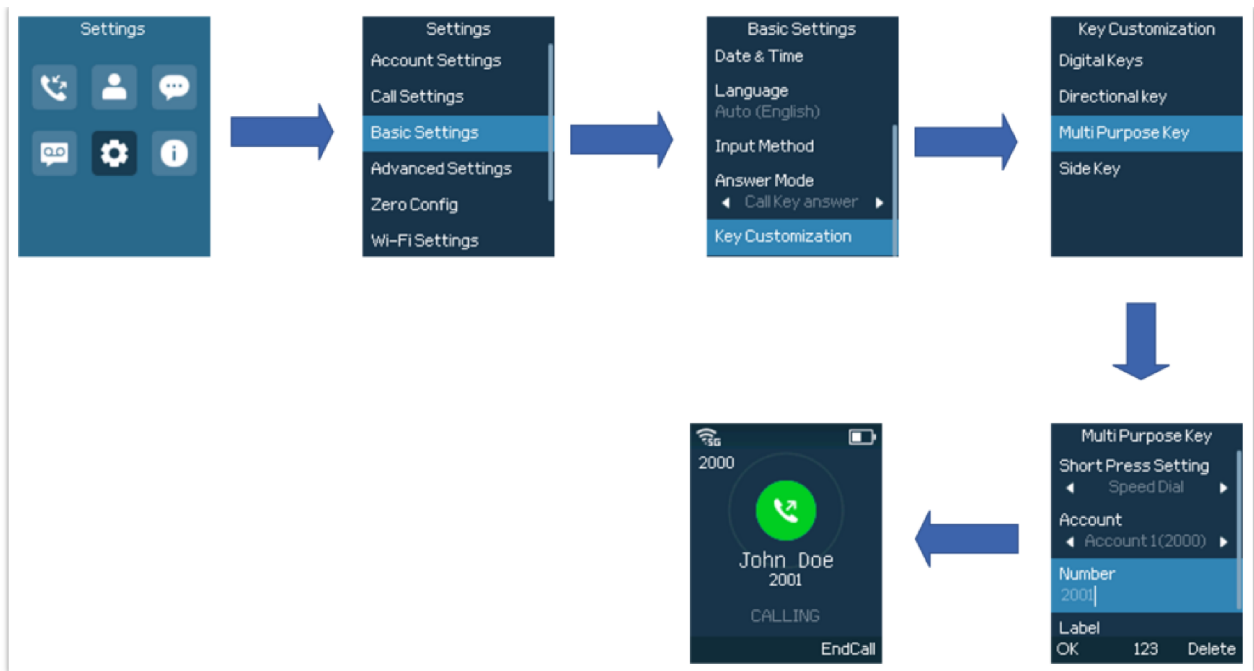 Settings
Settings
Account Settings
Call Settings
Basic Settings
Advanced Settings
Zero Config
Wi-Fi Settings
Basic Settings
Date & Time
Language
Auto (English)
Input Method
Answer Mode
Call Key answer
Key Customization
Key Customization
Digital Keys
Directional key
Multi Purpose Key
Side Key
Multi Purpose Key
Short Press Setting
Speed Dial
Account
Account 1(2000)
Number
2001
Label
OK 123 Delete
5G
2000
John Doe
2001
CALLING
EndCall